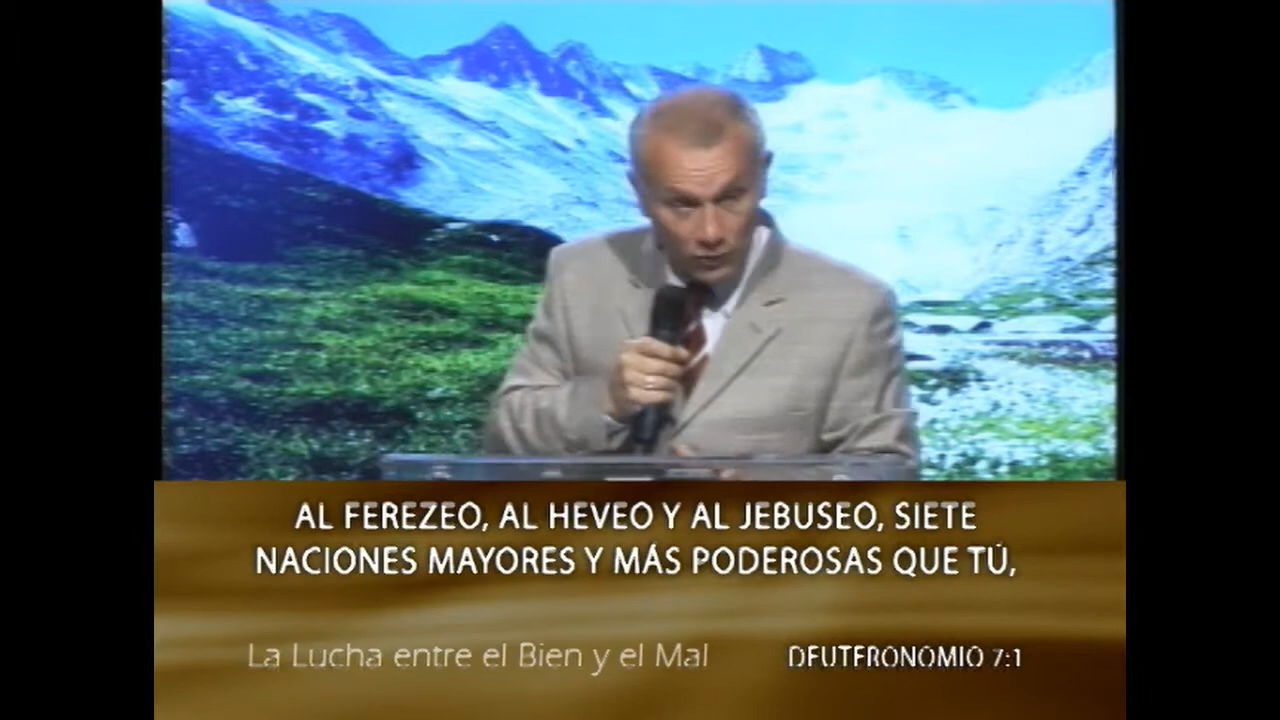 AL FEREZEO, AL HEVEO Y AL JEBUSEO, SIETE
NACIONES MAYORES Y MÁS PODEROSAS QUE TÚ,
La Lucha entre el Bien y el Mal
DEUTERONOMIO 7:1